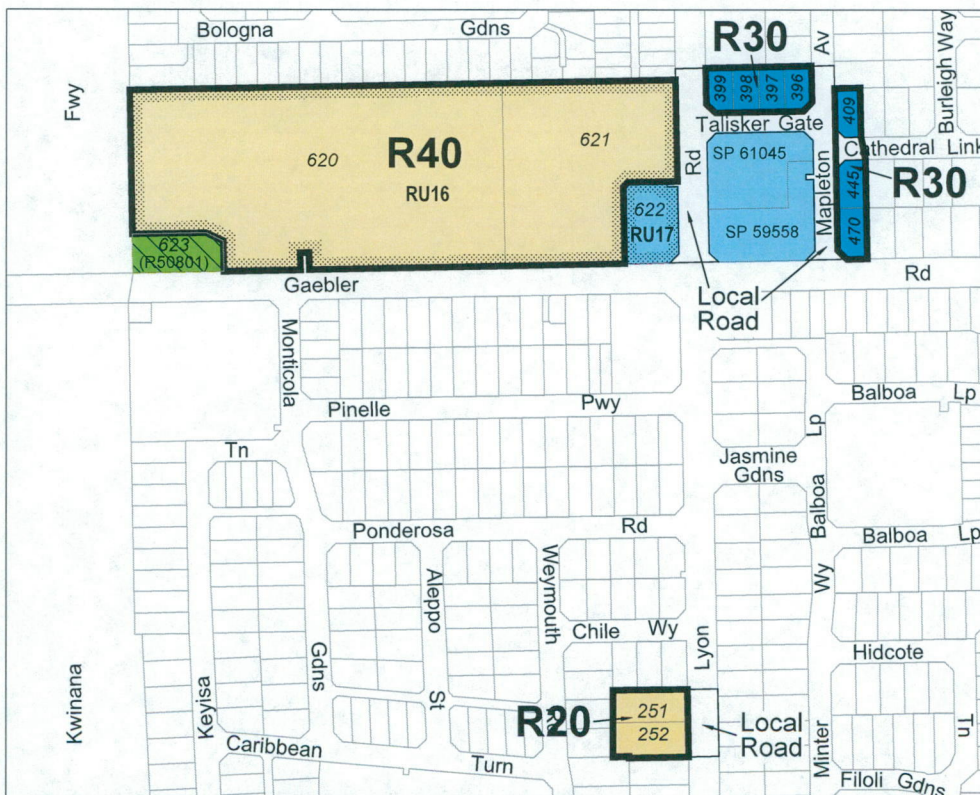 Bologna Gdns
Fwy
R30
Av
Burleigh Way
399
398
397
396
409
Talisker Gate
Cathedral Link
620
R40
621
RU16
Rd
SP 61045
Mapleton
445
R30
622
RU17
SP 59558
470
623
(R50801)
Gaebler
Rd
Local
Road
Monticola
Pinelle Pwy
Balboa Lp
Lp
Tn
Jasmine
Gdns
Balboa
Ponderosa Rd
Balboa Lp
Weymouth
Aleppo
Wy
Chile Wy
Lyon
Hidcote
Gdns
Keyisa
St
R20
251
252
Local
Road
Kwinana
Caribbean Turn
Minter
Tn
Filoli Gdns